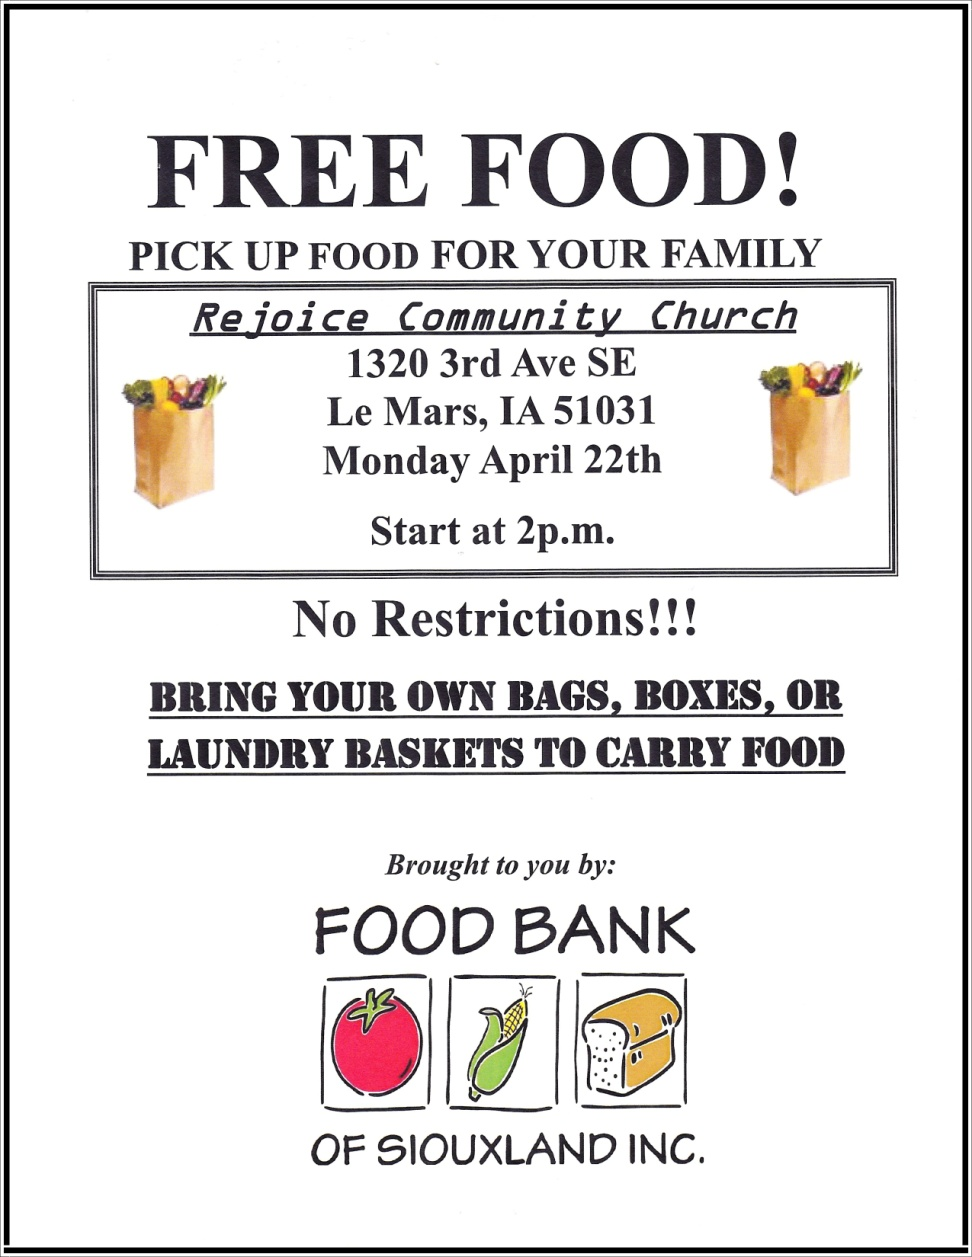 FREE FOOD!
PICK UP FOOD FOR YOUR FAMILY
Rejoice Community Church
1320 3rd Ave SE
Le Mars, IA 51031
Monday April 22th
Start at 2p.m.
No Restrictions!!!
BRING YOUR OWN BAGS, BOXES, OR
LAUNDRY BASKETS TO CARRY FOOD
Brought to you by:
FOOD BANK
OF SIOUXLAND INC.